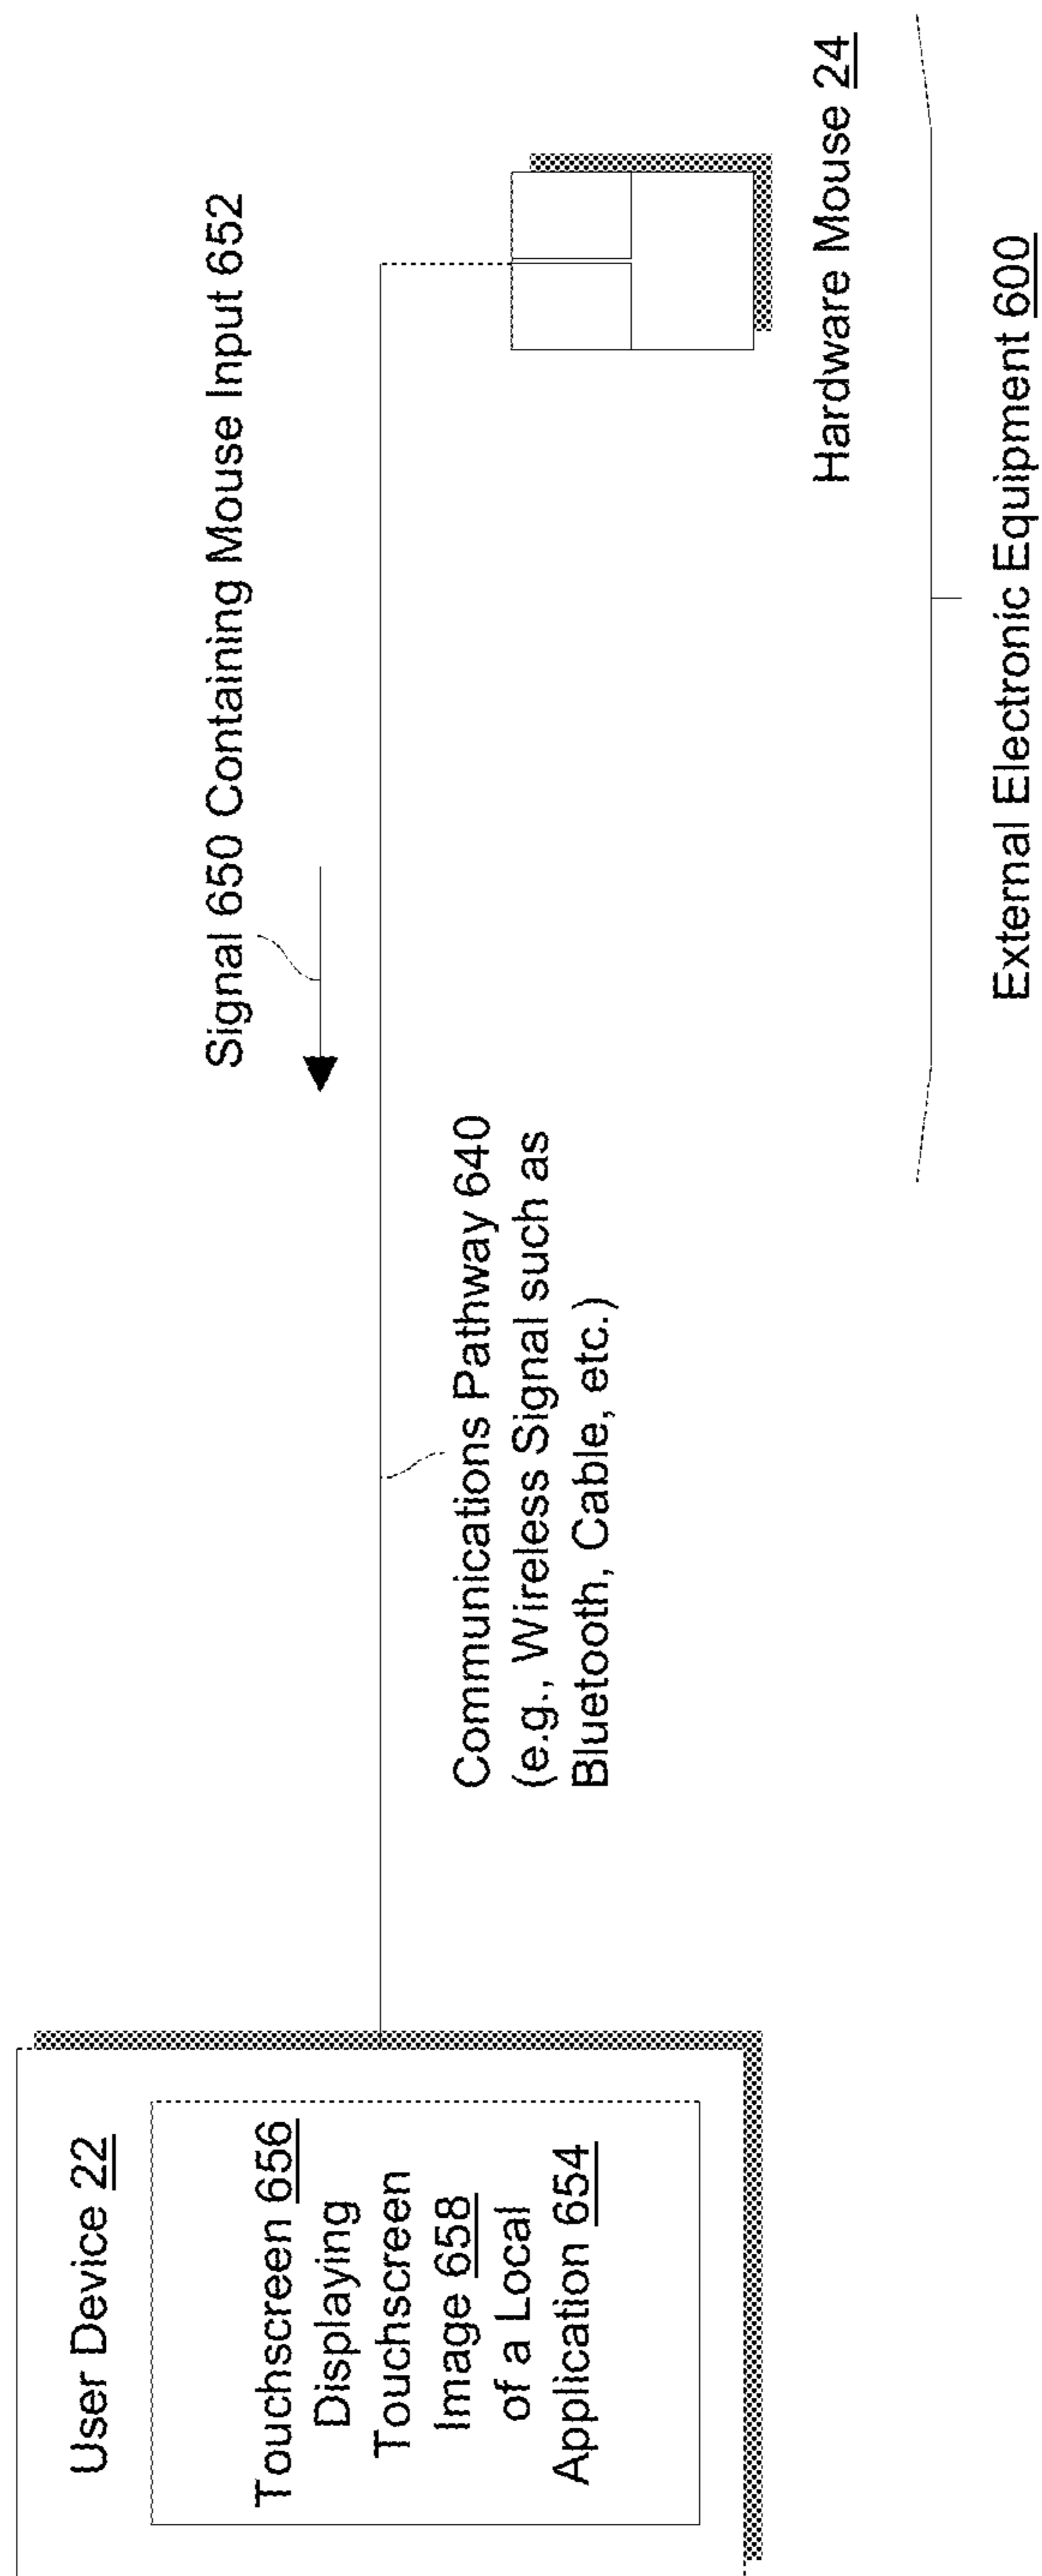 User Device 22
Touchscreen 656
Displaying
Touchscreen
Image 658
of a Local
Application 654
Signal 650 Containing Mouse Input 652
Communications Pathway 640
(e.g., Wireless Signal such as
Bluetooth, Cable, etc.)
Hardware Mouse 24
External Electronic Equipment 600